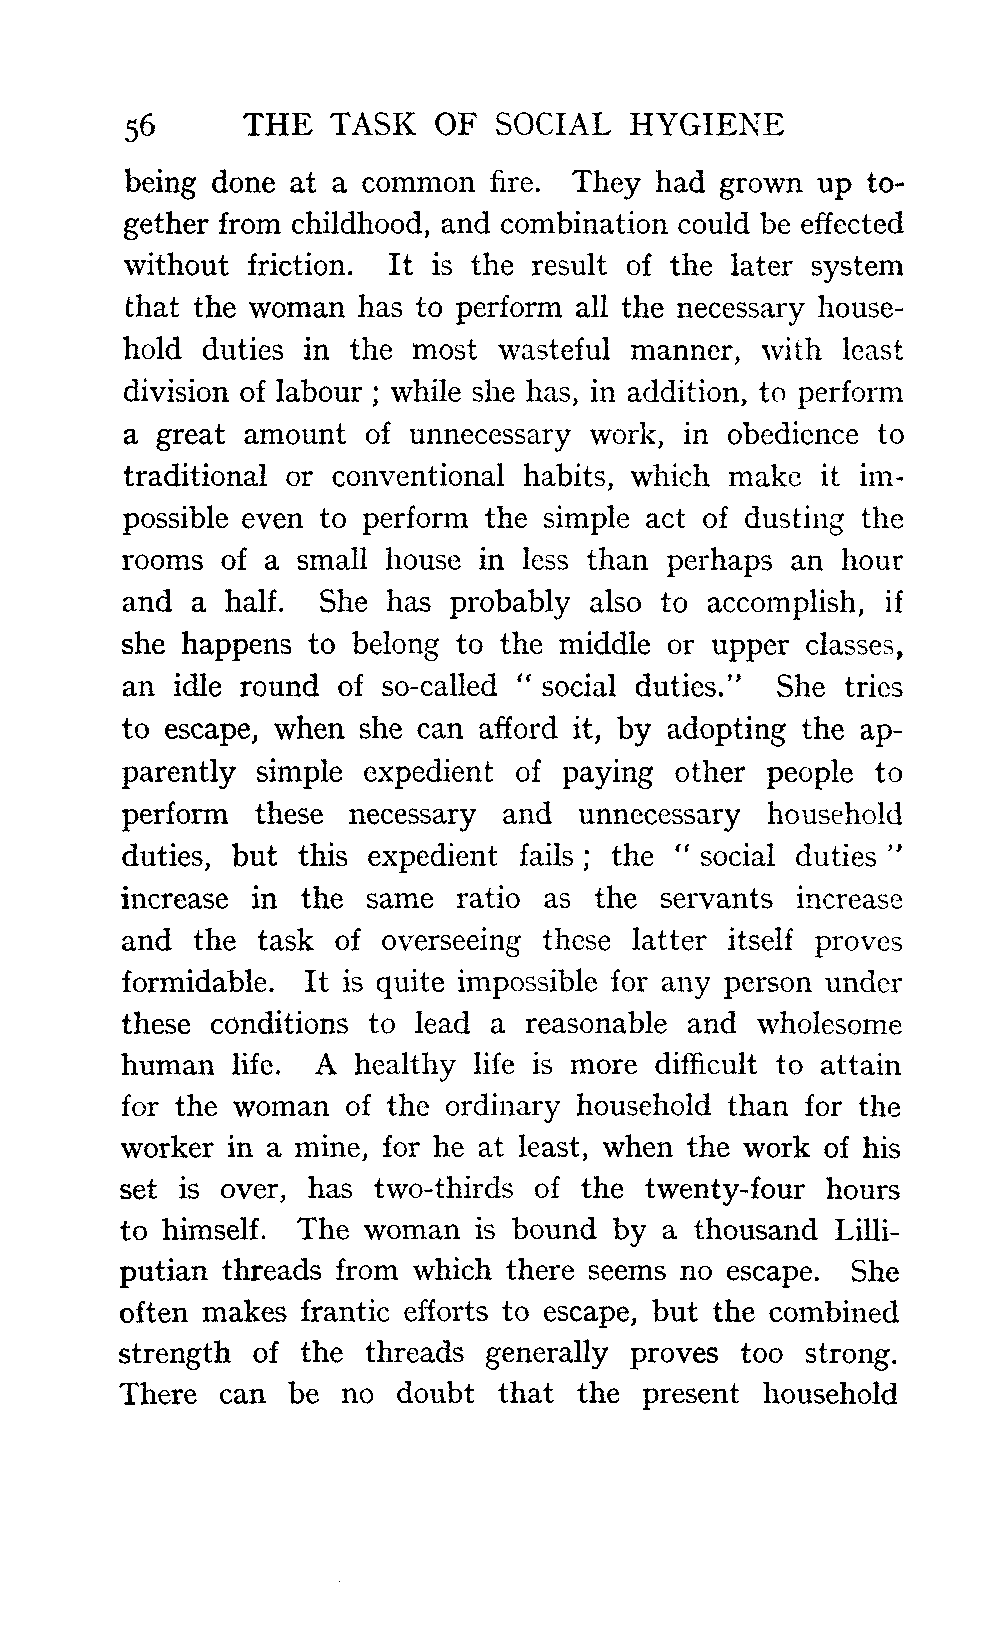 56 THE TASK OF SOCIAL HYGIENE
being done at a common fire. They had grown up to-
gether from childhood, and combination could be effected
without friction. It is the result of the later system
that the woman has to perform all the necessary house-
hold duties in the most wasteful manner, with least
division of labour ; while she has, in addition, to perform
a great amount of unnecessary work, in obedience to
traditional or conventional habits, which make it im-
possible even to perform the simple act of dusting the
rooms of a small house in less than perhaps an hour
and a half. She has probably also to accomplish, if
she happens to belong to the middle or upper classes,
an idle round of so-called " social duties." She tries
to escape, when she can afford it, by adopting the ap-
parently simple expedient of paying other people to
perform these necessary and unnecessary household
duties, but this expedient fails ; the " social duties "
increase in the same ratio as the servants increase
and the task of overseeing these latter itself proves
formidable. It is quite impossible for any person under
these conditions to lead a reasonable and wholesome
human life. A healthy life is more difficult to attain
for the woman of the ordinary household than for the
worker in a mine, for he at least, when the work of his
set is over, has two-thirds of the twenty-four hours
to himself. The woman is bound by a thousand Lilli-
putian threads from which there seems no escape. She
often makes frantic efforts to escape, but the combined
strength of the threads generally proves too strong.
There can be no doubt that the present household